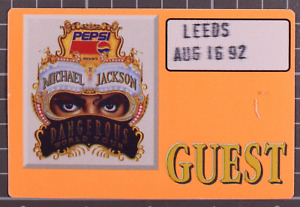 PEPSI
MICHAEL JACKSON
DANGEROUS
LEEDS
AUG 16 92
GUEST